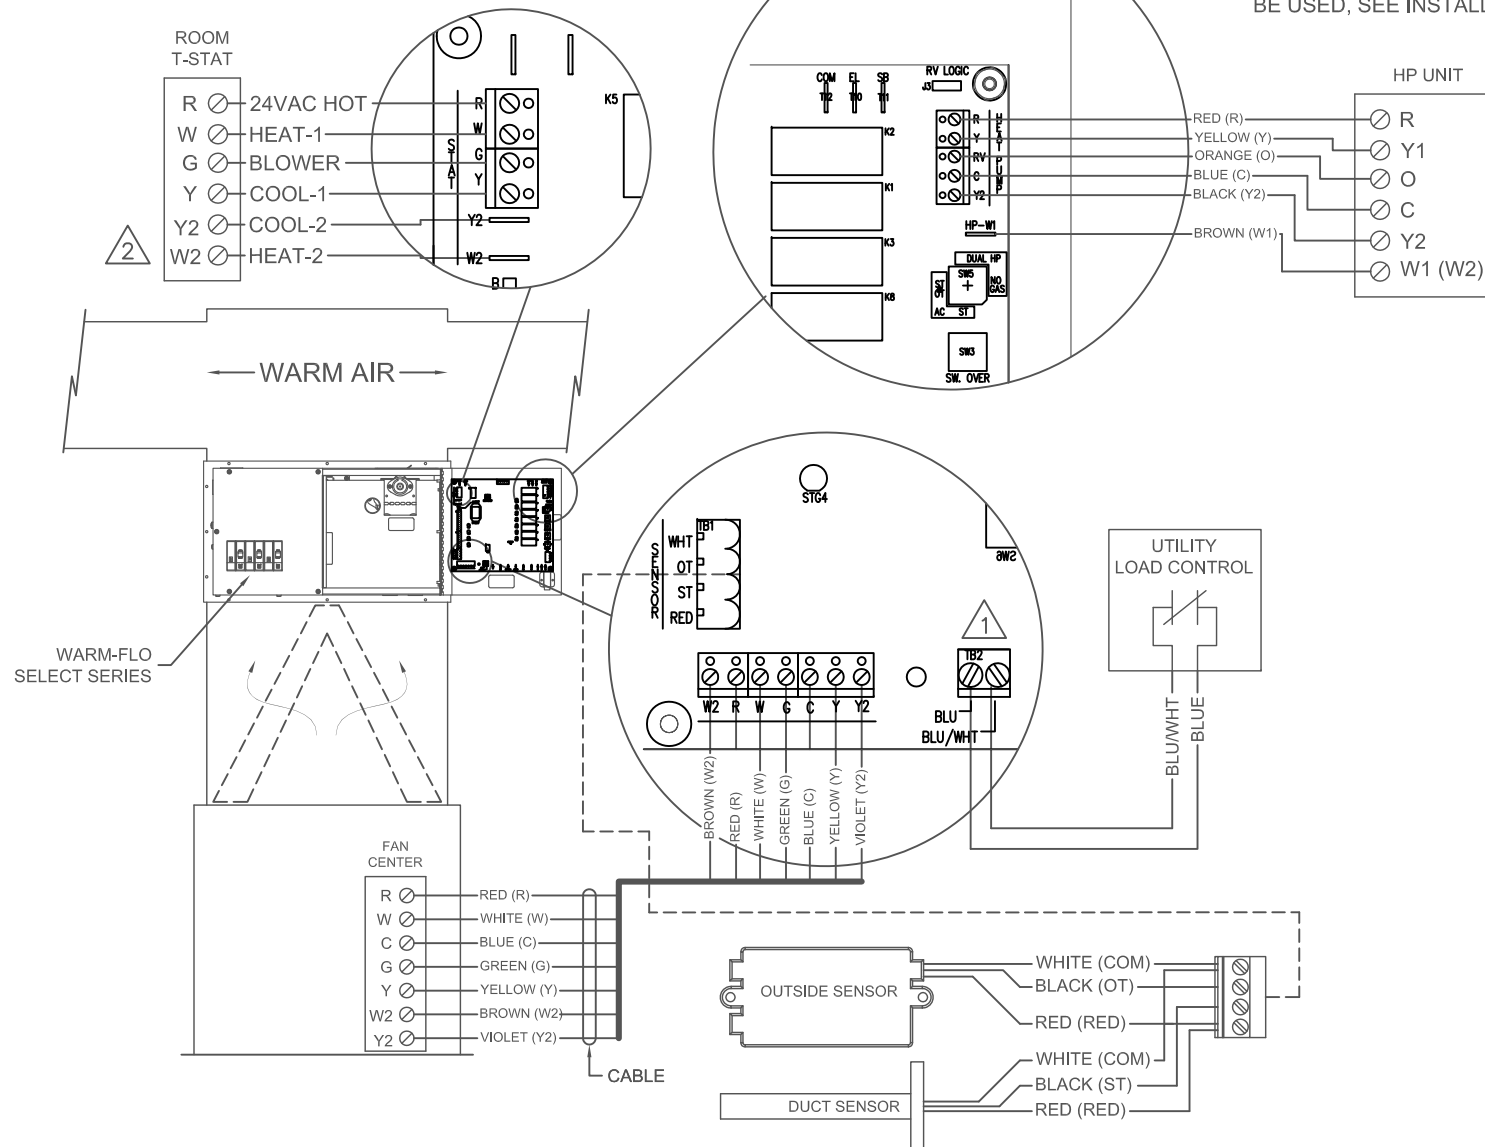 BE USED, SEE INSTALL
ROOM
T-STAT
R
24VAC HOT
W
HEAT-1
G
BLOWER
Y
COOL-1
Y2
COOL-2
2
W2
HEAT-2
R
W
G
Y
STAT
Y2
W2
B
K5
COM
EL
SB
T12
T10
T11
RV LOGIC
J3
K2
K1
K3
K8
R
Y
RV
C
Y2
HEAT PUMP
HP-W1
DUAL HP
SW5
NO
GAS
ST
OT
AC
ST
SW3
SW. OVER
RED (R)
YELLOW (Y)
ORANGE (O)
BLUE (C)
BLACK (Y2)
BROWN (W1)
HP UNIT
R
Y1
O
C
Y2
W1 (W2)
WARM AIR
WARM-FLO
SELECT SERIES
STG4
TB1
SENSOR
WHT
OT
ST
RED
SW6
1
TB2
BLU
BLU/WHT
W2
R
W
G
C
Y
Y2
BROWN (W2)
RED (R)
WHITE (W)
GREEN (G)
BLUE (C)
YELLOW (Y)
VIOLET (Y2)
UTILITY
LOAD CONTROL
BLU/WHT
BLUE
FAN
CENTER
R
RED (R)
W
WHITE (W)
C
BLUE (C)
G
GREEN (G)
Y
YELLOW (Y)
W2
BROWN (W2)
Y2
VIOLET (Y2)
CABLE
OUTSIDE SENSOR
WHITE (COM)
BLACK (OT)
RED (RED)
DUCT SENSOR
WHITE (COM)
BLACK (ST)
RED (RED)